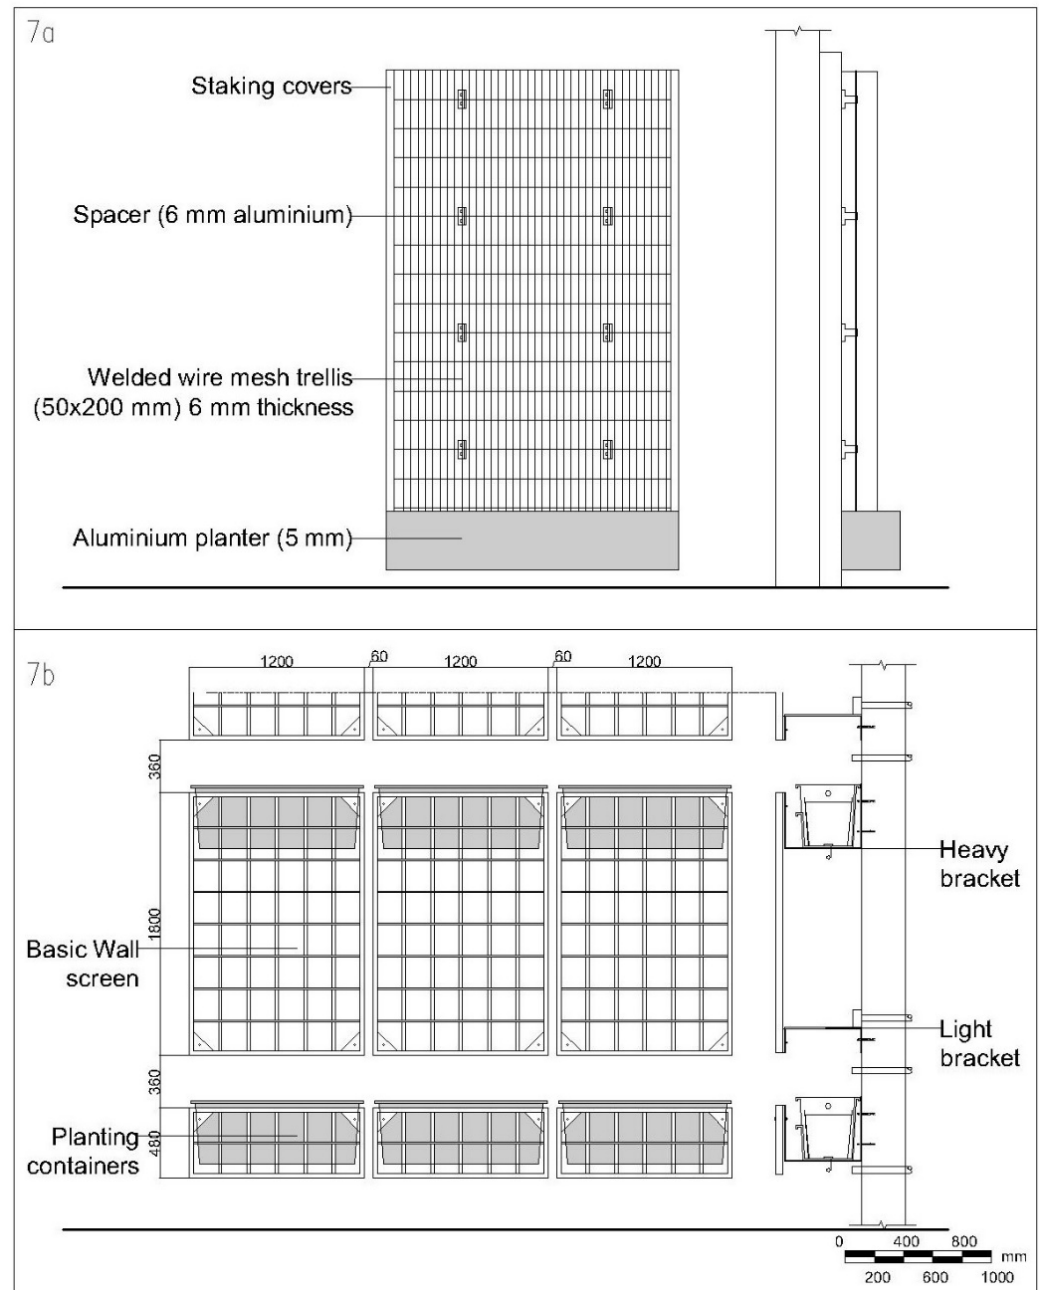 7a
Staking covers
Spacer (6 mm aluminium)
Welded wire mesh trellis
(50x200 mm) 6 mm thickness
Aluminium planter (5 mm)
7b
1200
60
1200
60
1200
360
1800
360
480
Basic Wall
screen
Planting
containers
Heavy
bracket
Light
bracket
0 400 800
mm
200 600 1000